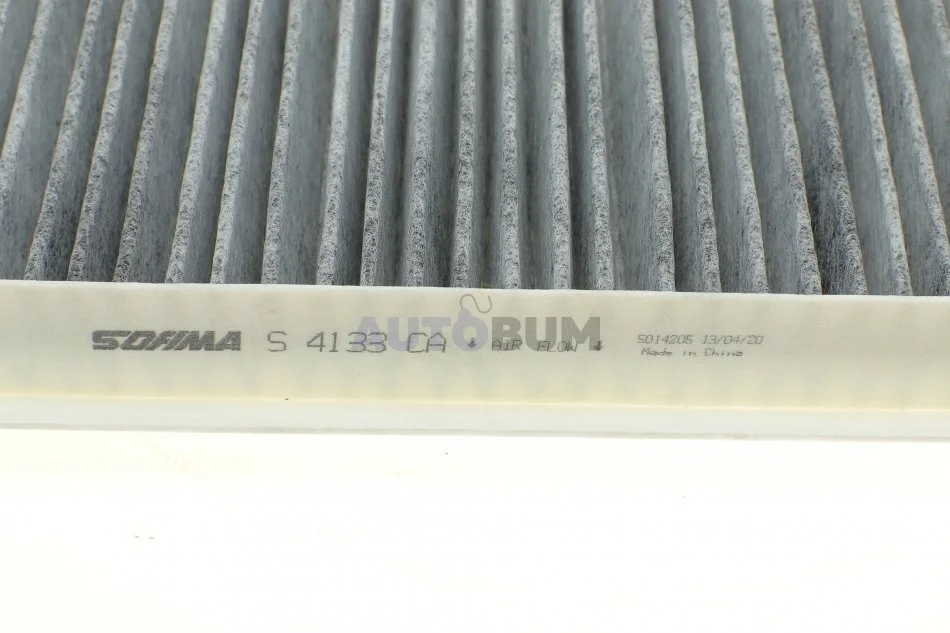 SOFIMA S 4133 CA ↓ AIR FLOW ↓ 5014205 13/04/20
Made in China
AUTOBUM